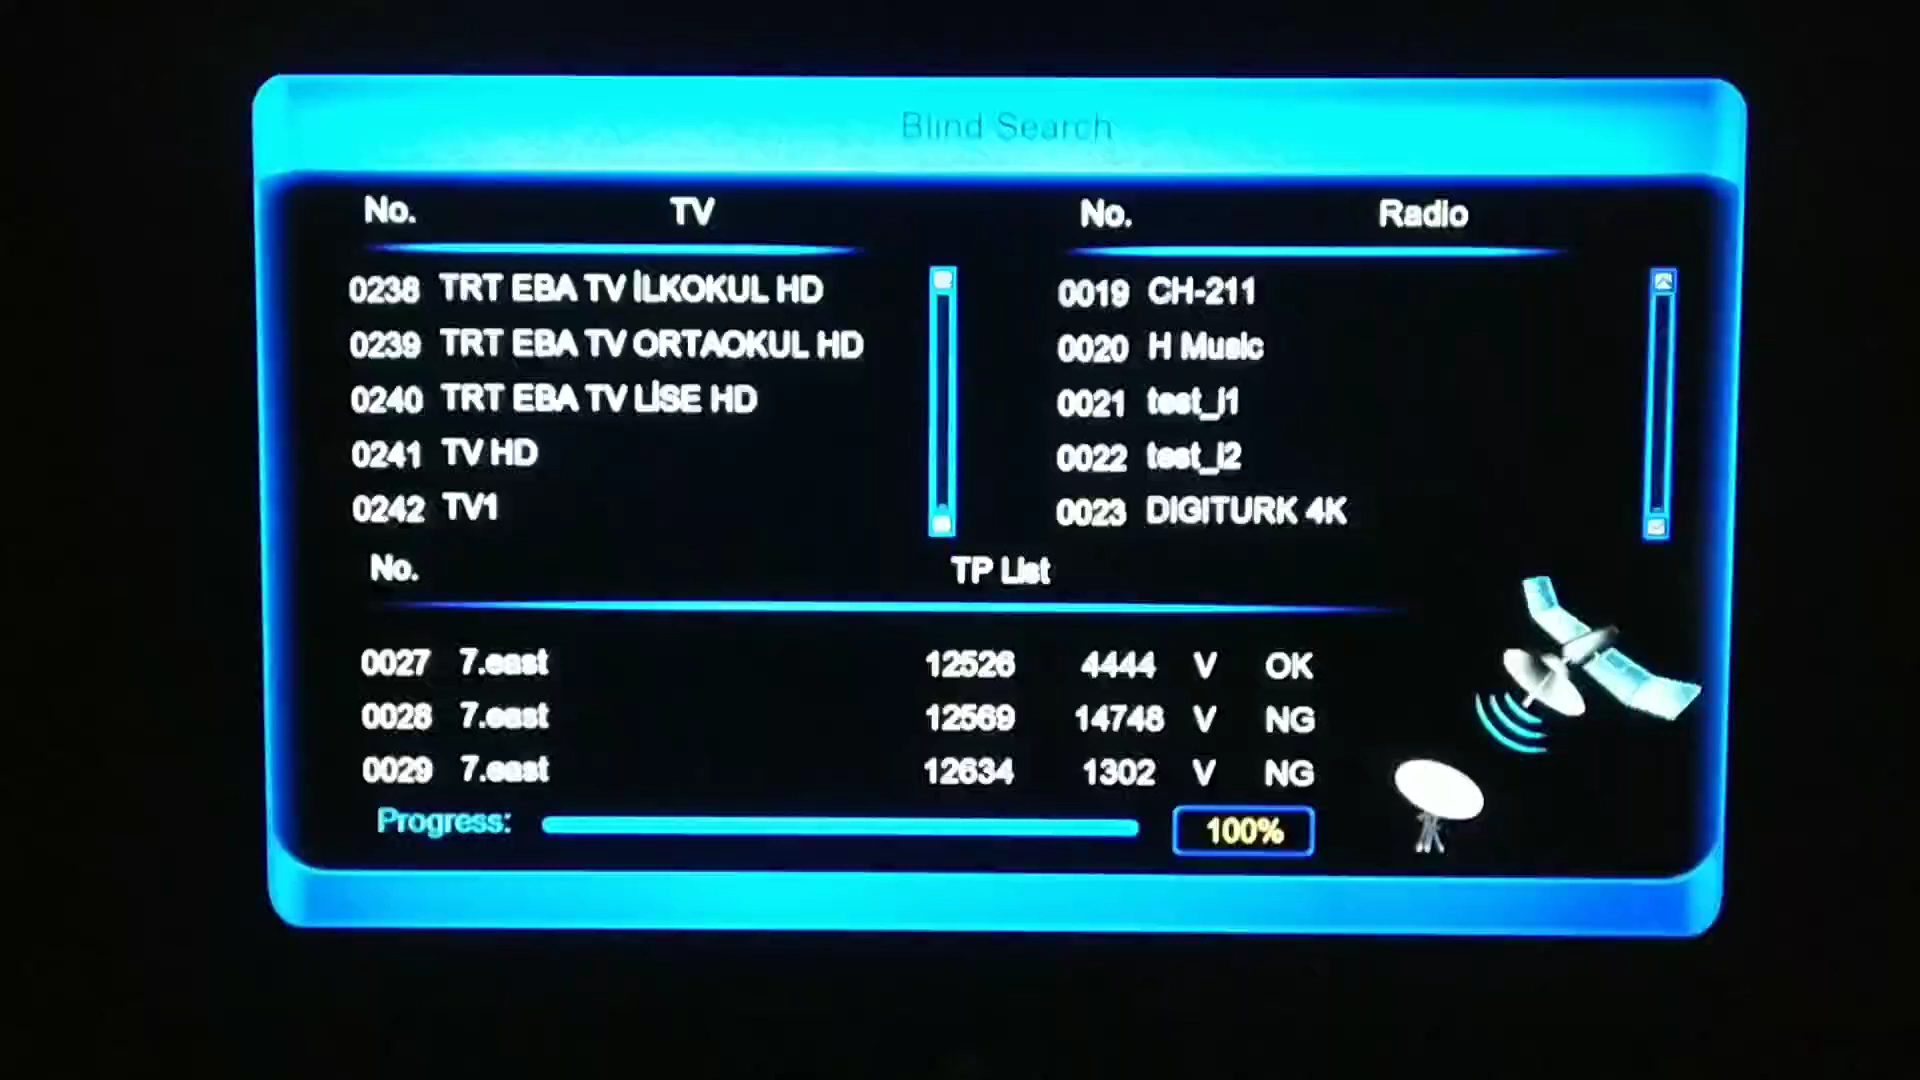 Blind Search
No. TV
0238 TRT EBA TV İLKOKUL HD
0239 TRT EBA TV ORTAOKUL HD
0240 TRT EBA TV LİSE HD
0241 TV HD
0242 TV1
No. Radio
0019 CH-211
0020 H Music
0021 test_l1
0022 test_l2
0023 DIGITURK 4K
No. TP List
0027 7.east 12526 4444 V OK
0028 7.east 12569 14748 V NG
0029 7.east 12634 1302 V NG
Progress: 100%